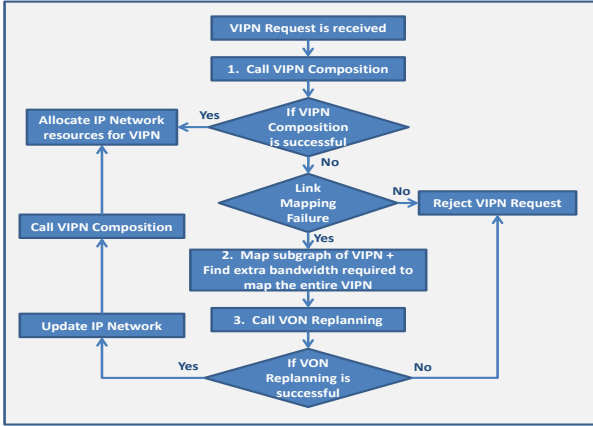 VIPN Request is received
1. Call VIPN Composition
If VIPN
Composition
is successful
Yes
Allocate IP Network
resources for VIPN
No
Link
Mapping
Failure
No
Reject VIPN Request
Yes
Call VIPN Composition
2. Map subgraph of VIPN +
Find extra bandwidth required to
map the entire VIPN
3. Call VON Replanning
Update IP Network
If VON
Replanning is
successful
Yes
No